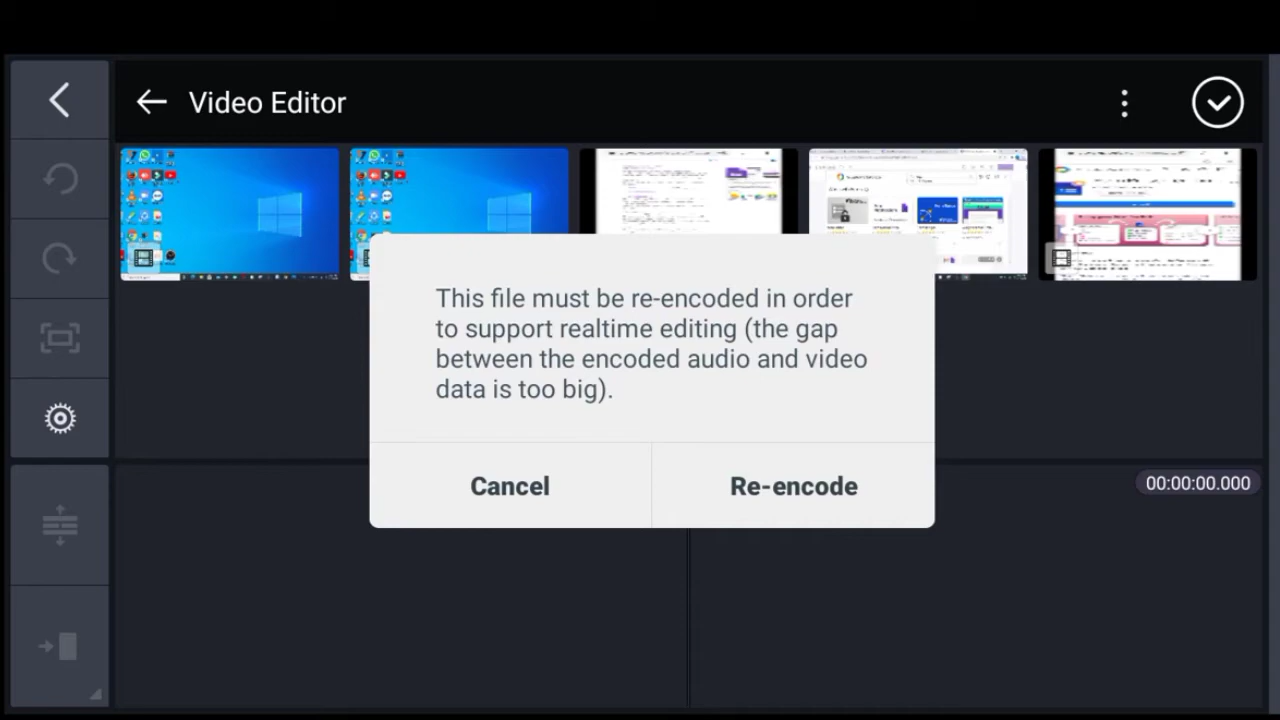 Video Editor
This file must be re-encoded in order
to support realtime editing (the gap
between the encoded audio and video
data is too big).
Cancel
Re-encode
00:00:00.000